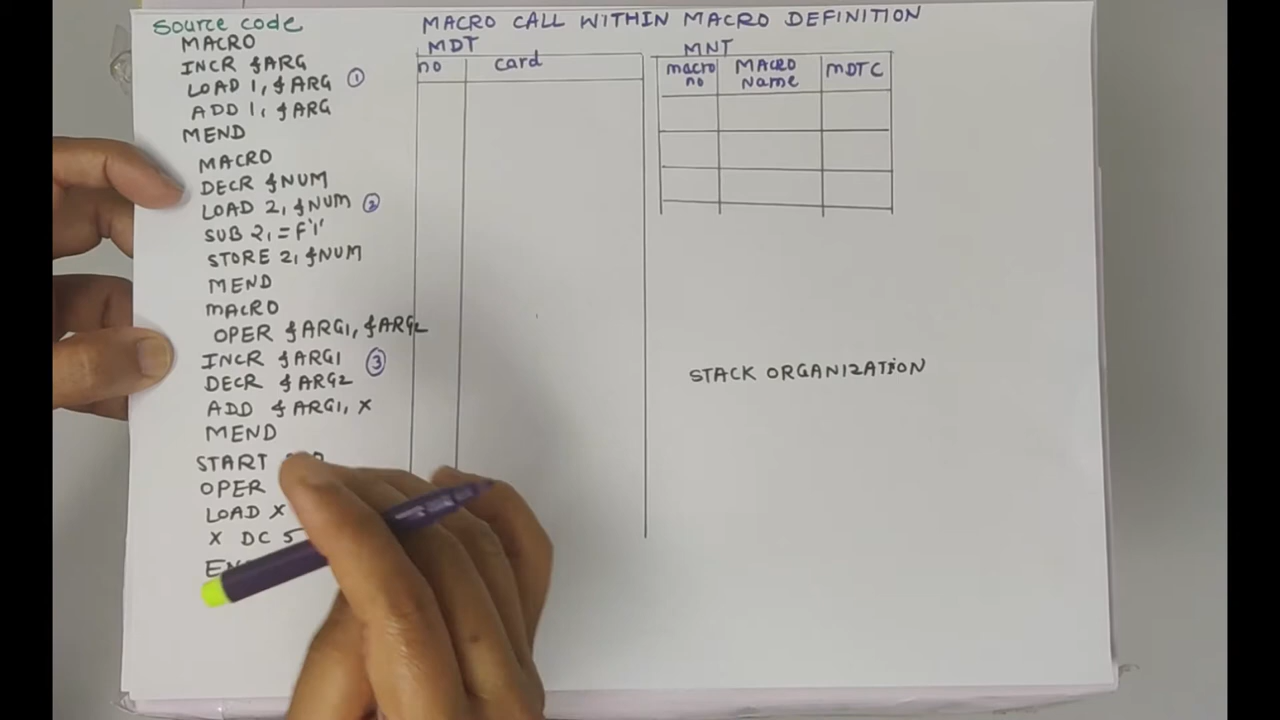 Source code
MACRO
INCR &ARG
LOAD 1, &ARG ①
ADD 1, &ARG
MEND
MACRO
DECR &NUM
LOAD 2, &NUM ②
SUB 2, = F'1'
STORE 2, &NUM
MEND
MACRO
OPER &ARG1, &ARG2
INCR &ARG1 ③
DECR &ARG2
ADD &ARG1, X
MEND
START
OPER
LOAD X
X DC 5
MACRO CALL WITHIN MACRO DEFINITION
MDT
no card
MNT
macro no MACRO Name MDTC
STACK ORGANIZATION